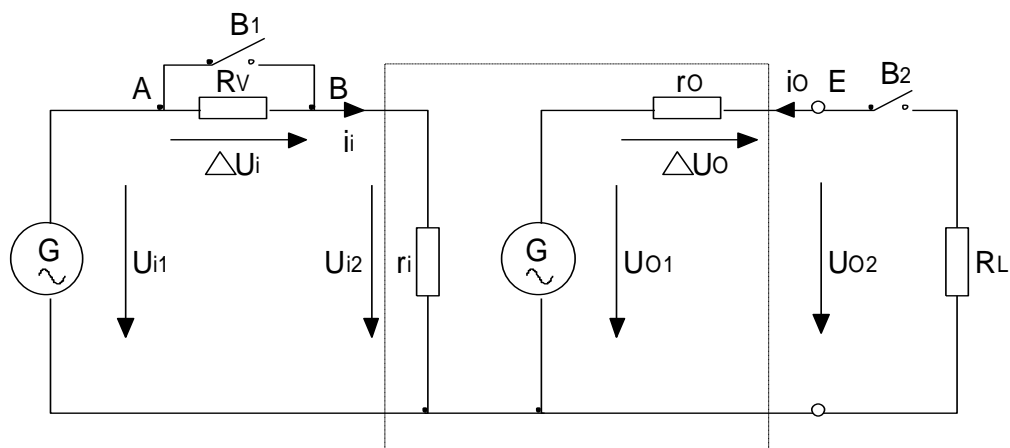 B1
A RV B
ii
△Ui
G
Ui1
Ui2
ri
rO iO E B2
△UO
G
UO1
UO2
RL